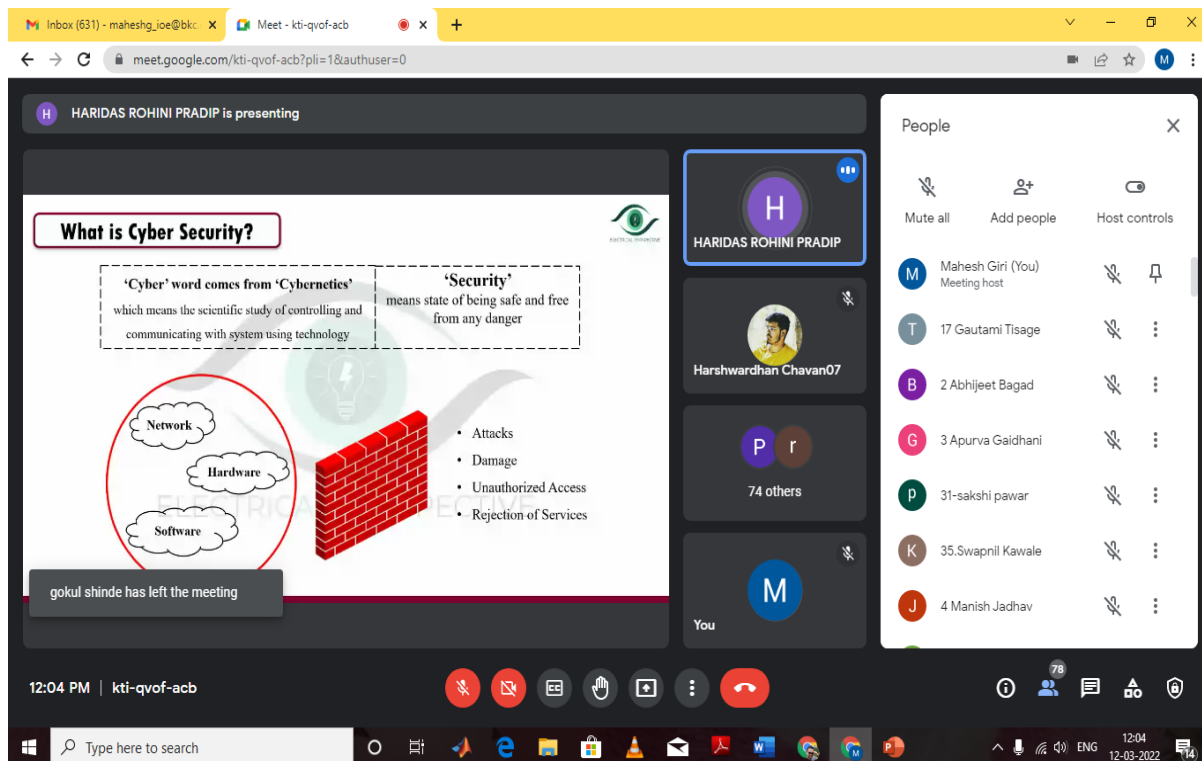 Inbox (631) - maheshg_ioe@bkc
Meet - kti-qvof-acb
meet.google.com/kti-qvof-acb?pli=1&authuser=0
M
H HARIDAS ROHINI PRADIP is presenting
What is Cyber Security?
‘Cyber’ word comes from ‘Cybernetics’
which means the scientific study of controlling and
communicating with system using technology
‘Security’
means state of being safe and free
from any danger
Network
Hardware
Software
• Attacks
• Damage
• Unauthorized Access
• Rejection of Services
gokul shinde has left the meeting
H
HARIDAS ROHINI PRADIP
Harshwardhan Chavan07
P r
74 others
M
You
People
Mute all
Add people
Host controls
M Mahesh Giri (You)
Meeting host
T 17 Gautami Tisage
B 2 Abhijeet Bagad
G 3 Apurva Gaidhani
p 31-sakshi pawar
K 35.Swapnil Kawale
J 4 Manish Jadhav
12:04 PM | kti-qvof-acb
CC
78
Type here to search
ENG
12:04
12-03-2022
14